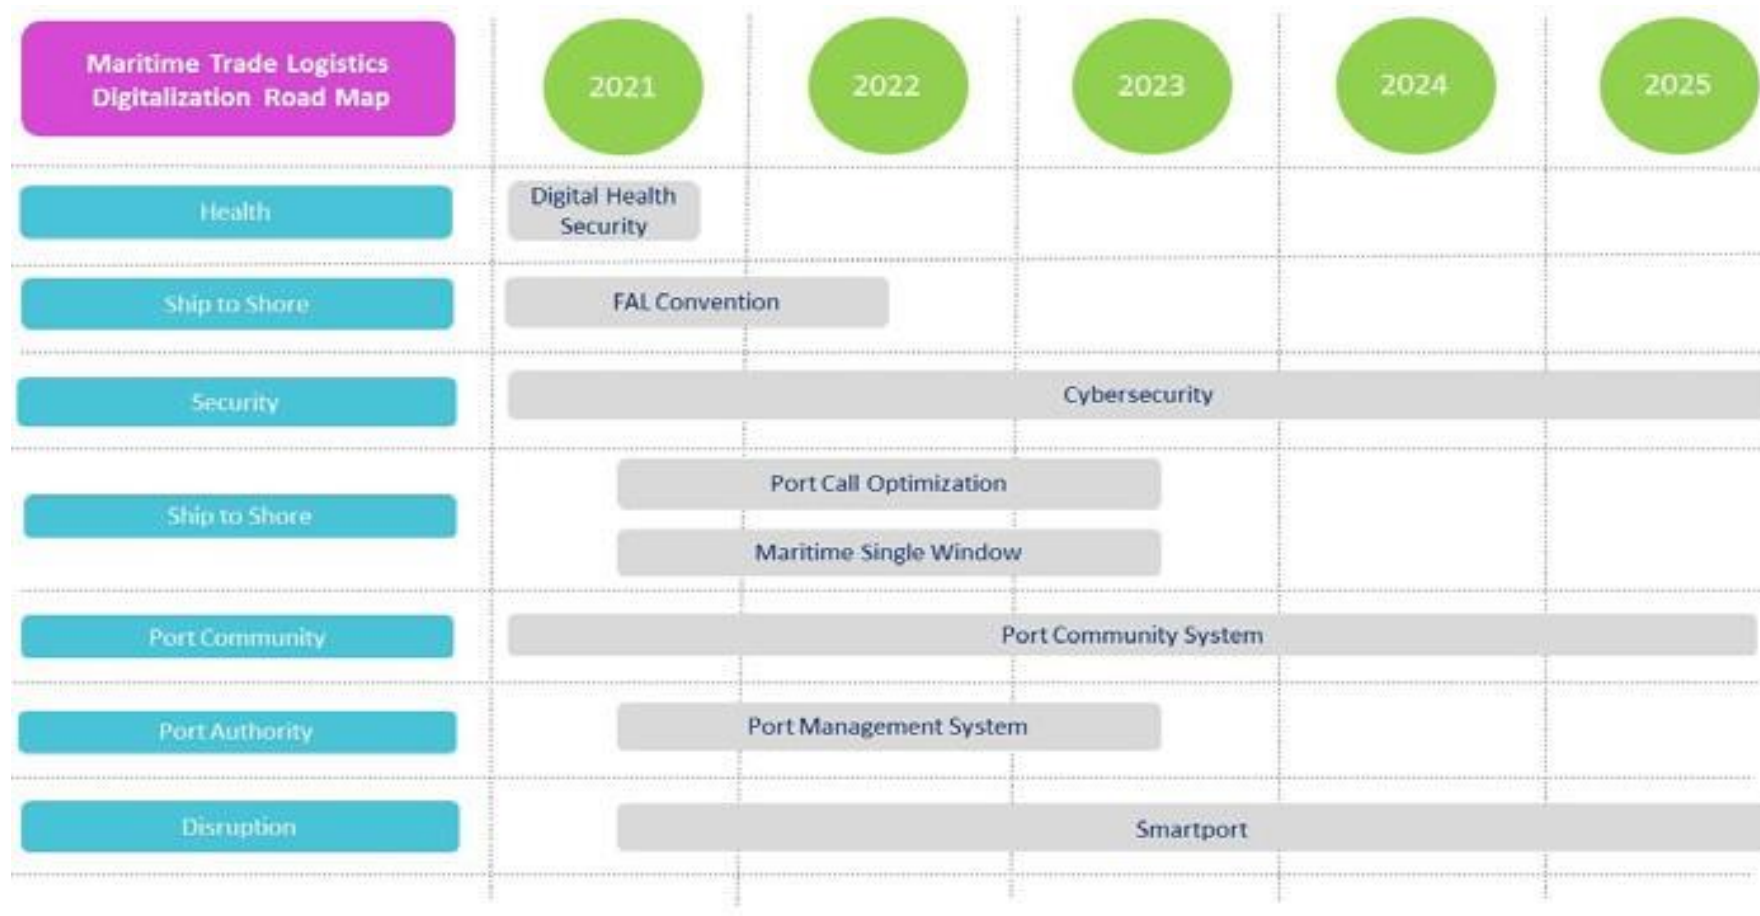 Maritime Trade Logistics
Digitalization Road Map
2021
2022
2023
2024
2025
Health
Digital Health
Security
Ship to Shore
FAL Convention
Security
Cybersecurity
Ship to Shore
Port Call Optimization
Maritime Single Window
Port Community
Port Community System
Port Authority
Port Management System
Disruption
Smartport